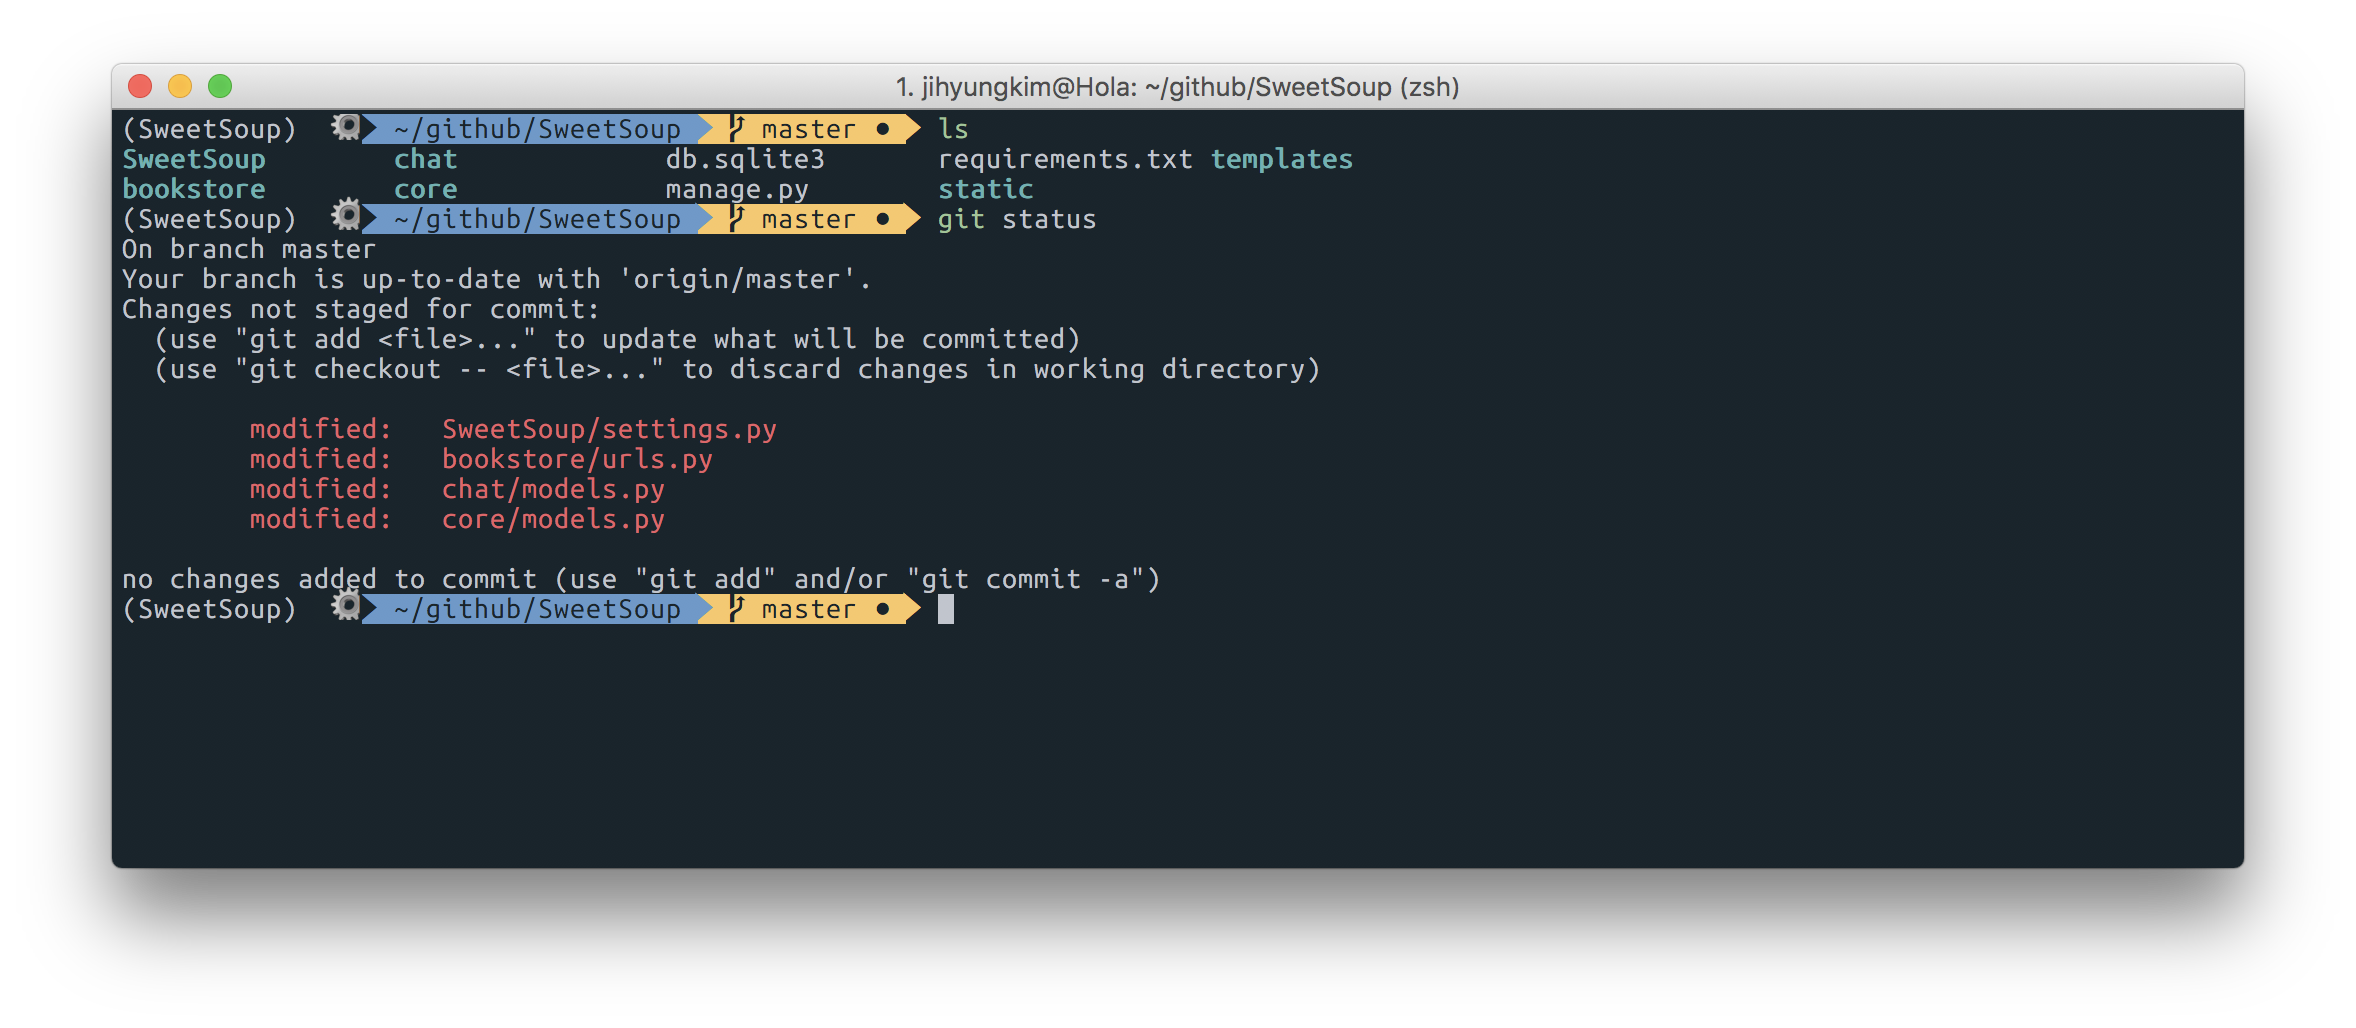 1. jihyungkim@Hola: ~/github/SweetSoup (zsh)
(SweetSoup) ~/github/SweetSoup master ● ls
SweetSoup chat db.sqlite3 requirements.txt templates
bookstore core manage.py static
(SweetSoup) ~/github/SweetSoup master ● git status
On branch master
Your branch is up-to-date with 'origin/master'.
Changes not staged for commit:
(use "git add <file>..." to update what will be committed)
(use "git checkout -- <file>..." to discard changes in working directory)
modified: SweetSoup/settings.py
modified: bookstore/urls.py
modified: chat/models.py
modified: core/models.py
no changes added to commit (use "git add" and/or "git commit -a")
(SweetSoup) ~/github/SweetSoup master ●